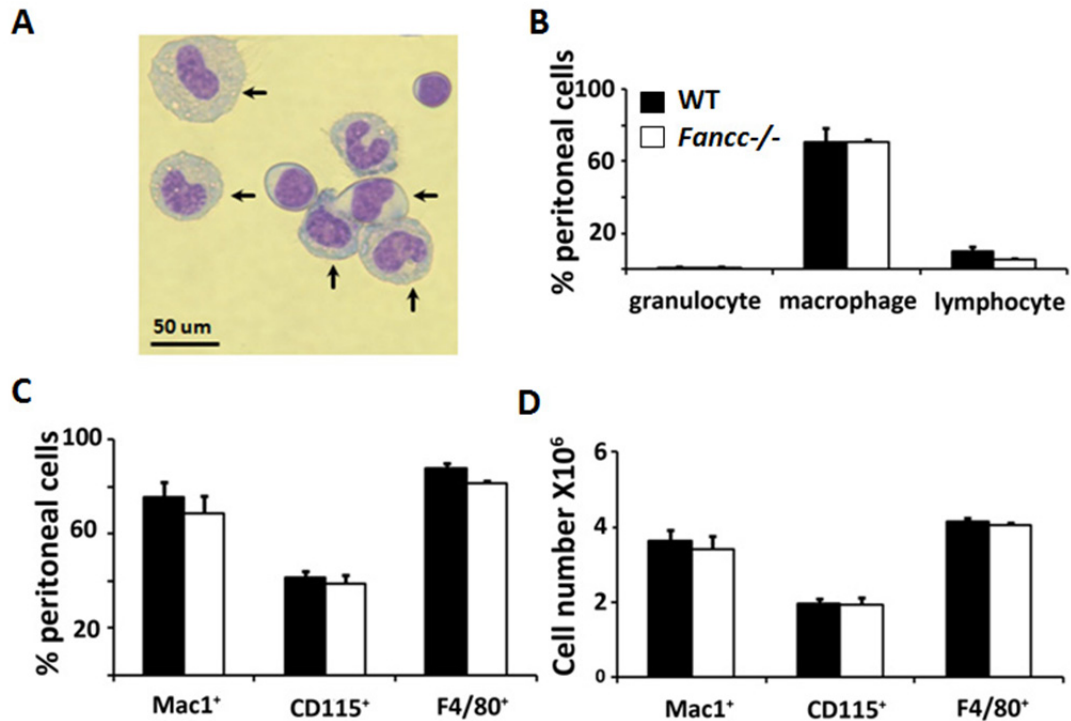 A
50 um
B
% peritoneal cells
100
60
20
WT
Fancc-/-
granulocyte macrophage lymphocyte
C
% peritoneal cells
100
60
20
Mac1⁺ CD115⁺ F4/80⁺
D
Cell number X10⁶
6
4
2
0
Mac1⁺ CD115⁺ F4/80⁺